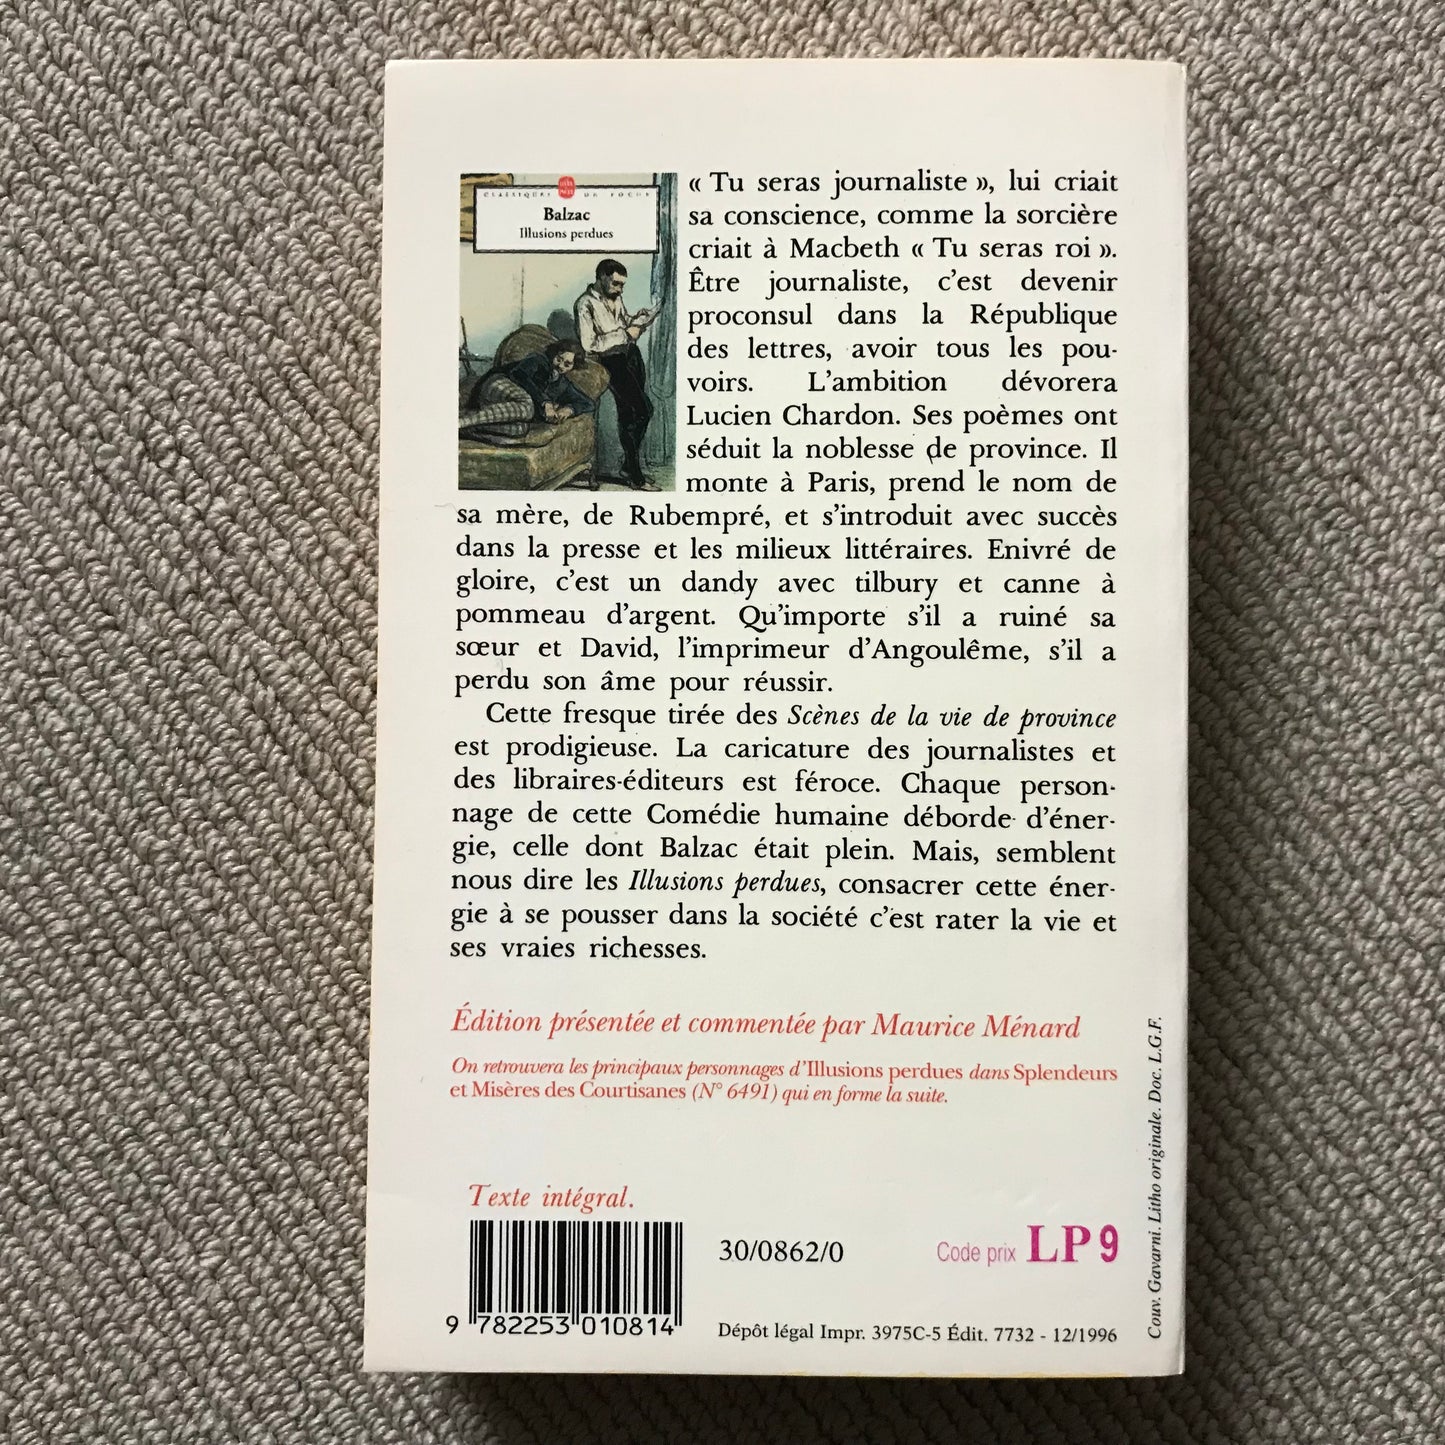 CLASSIQUES DE POCHE
Balzac
Illusions perdues
« Tu seras journaliste », lui criait
sa conscience, comme la sorcière
criait à Macbeth « Tu seras roi ».
Être journaliste, c'est devenir
proconsul dans la République
des lettres, avoir tous les pou-
voirs. L'ambition dévorera
Lucien Chardon. Ses poèmes ont
séduit la noblesse de province. Il
monte à Paris, prend le nom de
sa mère, de Rubempré, et s'introduit avec succès
dans la presse et les milieux littéraires. Enivré de
gloire, c'est un dandy avec tilbury et canne à
pommeau d'argent. Qu'importe s'il a ruiné sa
sœur et David, l'imprimeur d'Angoulême, s'il a
perdu son âme pour réussir.
Cette fresque tirée des Scènes de la vie de province
est prodigieuse. La caricature des journalistes et
des libraires-éditeurs est féroce. Chaque person-
nage de cette Comédie humaine déborde d'éner-
gie, celle dont Balzac était plein. Mais, semblent
nous dire les Illusions perdues, consacrer cette éner-
gie à se pousser dans la société c'est rater la vie et
ses vraies richesses.
Édition présentée et commentée par Maurice Ménard
On retrouvera les principaux personnages d'Illusions perdues dans Splendeurs
et Misères des Courtisanes (N° 6491) qui en forme la suite.
Texte intégral.
9 782253 010814
30/0862/0
Code prix LP 9
Dépôt légal Impr. 3975C-5 Édit. 7732 - 12/1996
Couv. Gavarni. Litho originale. Doc. L.G.F.